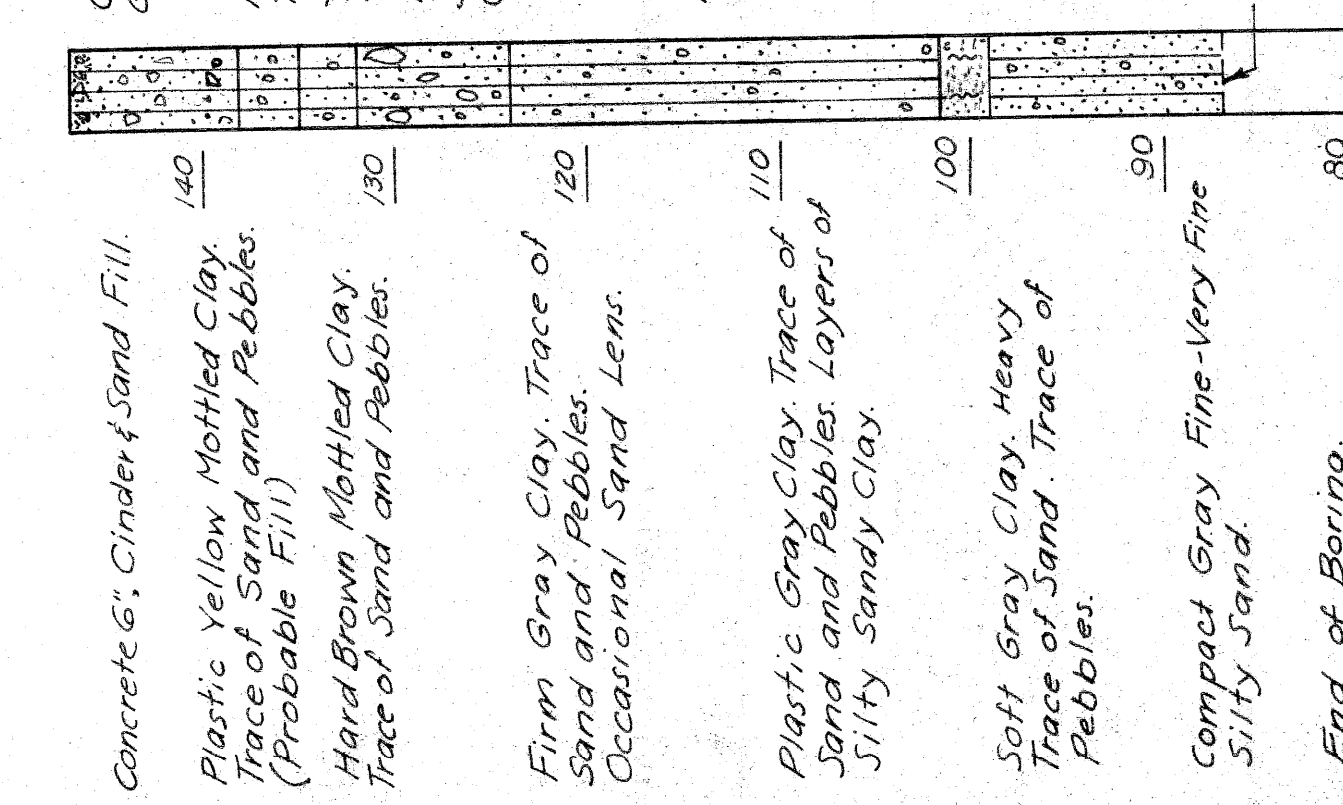 Concrete 6", Cinder & Sand Fill.
140
Plastic Yellow Mottled Clay.
Trace of Sand and Pebbles.
(Probable Fill)
130
Hard Brown Mottled Clay.
Trace of Sand and Pebbles.
120
Firm Gray Clay. Trace of
Sand and Pebbles.
Occasional Sand Lens.
110
Plastic Gray Clay. Trace of
Sand and Pebbles. Layers of
Silty Sandy Clay.
100
Soft Gray Clay. Heavy
Trace of Sand. Trace of
Pebbles.
90
Compact Gray Fine-Very Fine
Silty Sand.
80
End of Boring.